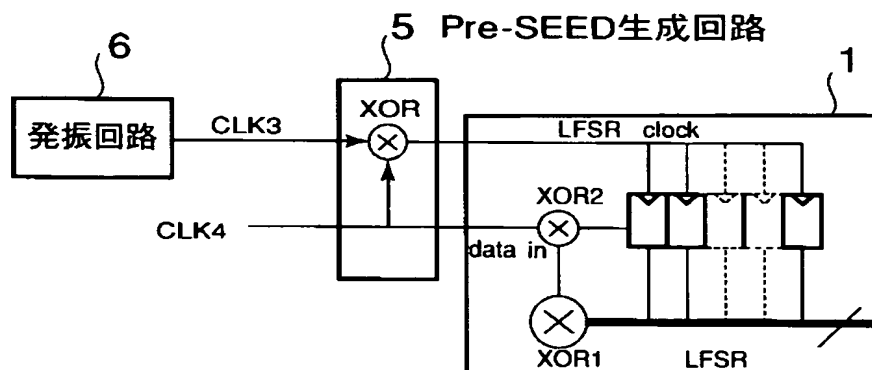 5 Pre-SEED生成回路
6
1
XOR
発振回路
CLK3
LFSR clock
XOR2
CLK4
data in
XOR1
LFSR